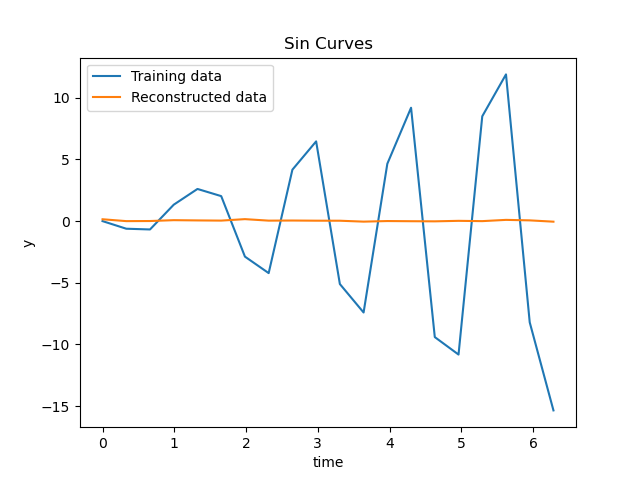 Sin Curves
Training data
Reconstructed data
10
5
0
−5
−10
−15
y
0 1 2 3 4 5 6
time